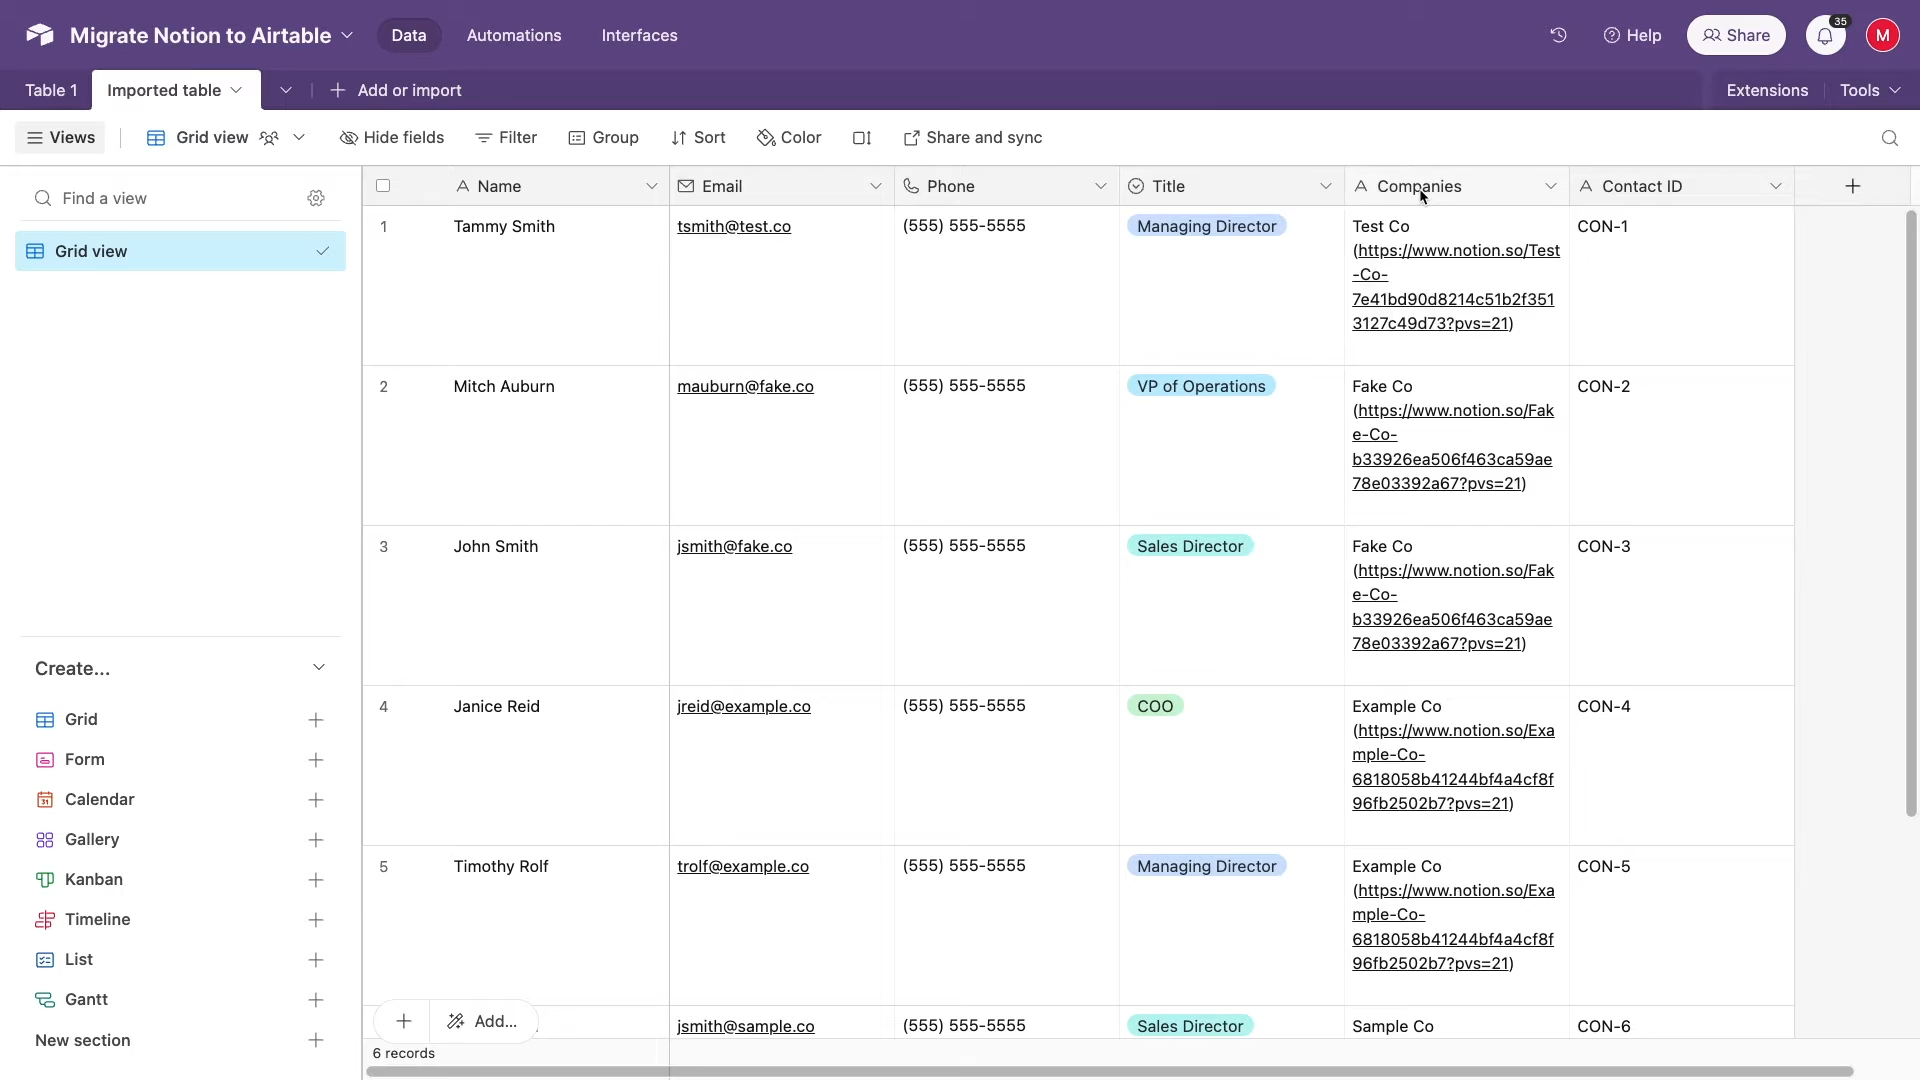 Migrate Notion to Airtable
Data
Automations
Interfaces
Help
Share
35
M
Table 1
Imported table
Add or import
Extensions
Tools
Views
Grid view
Hide fields
Filter
Group
Sort
Color
Share and sync
Find a view
Grid view
Create...
Grid
Form
Calendar
Gallery
Kanban
Timeline
List
Gantt
New section
Name
Email
Phone
Title
Companies
Contact ID
1
Tammy Smith
tsmith@test.co
(555) 555-5555
Managing Director
Test Co
(https://www.notion.so/Test
-Co-
7e41bd90d8214c51b2f351
3127c49d73?pvs=21)
CON-1
2
Mitch Auburn
mauburn@fake.co
(555) 555-5555
VP of Operations
Fake Co
(https://www.notion.so/Fak
e-Co-
b33926ea506f463ca59ae
78e03392a67?pvs=21)
CON-2
3
John Smith
jsmith@fake.co
(555) 555-5555
Sales Director
Fake Co
(https://www.notion.so/Fak
e-Co-
b33926ea506f463ca59ae
78e03392a67?pvs=21)
CON-3
4
Janice Reid
jreid@example.co
(555) 555-5555
COO
Example Co
(https://www.notion.so/Exa
mple-Co-
6818058b41244bf4a4cf8f
96fb2502b7?pvs=21)
CON-4
5
Timothy Rolf
trolf@example.co
(555) 555-5555
Managing Director
Example Co
(https://www.notion.so/Exa
mple-Co-
6818058b41244bf4a4cf8f
96fb2502b7?pvs=21)
CON-5
Add...
jsmith@sample.co
(555) 555-5555
Sales Director
Sample Co
CON-6
6 records